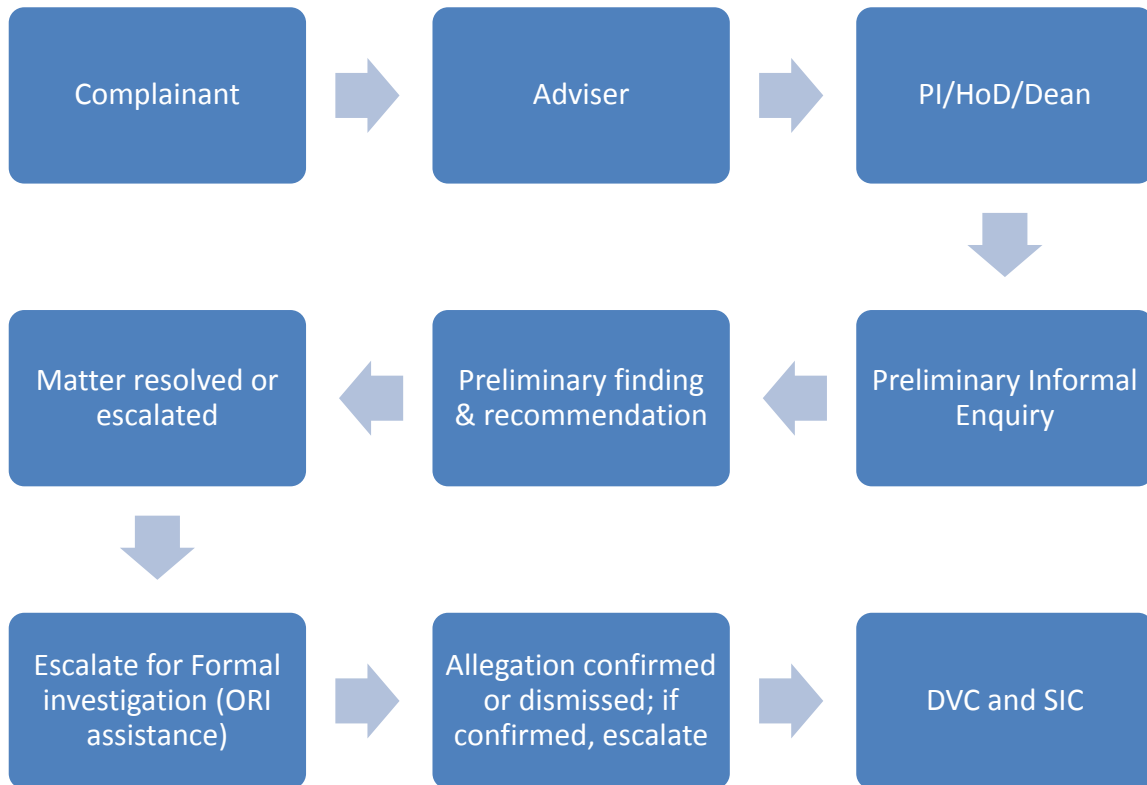 Complainant
Adviser
PI/HoD/Dean
Preliminary Informal
Enquiry
Preliminary finding
& recommendation
Matter resolved or
escalated
Escalate for Formal
investigation (ORI
assistance)
Allegation confirmed
or dismissed; if
confirmed, escalate
DVC and SIC